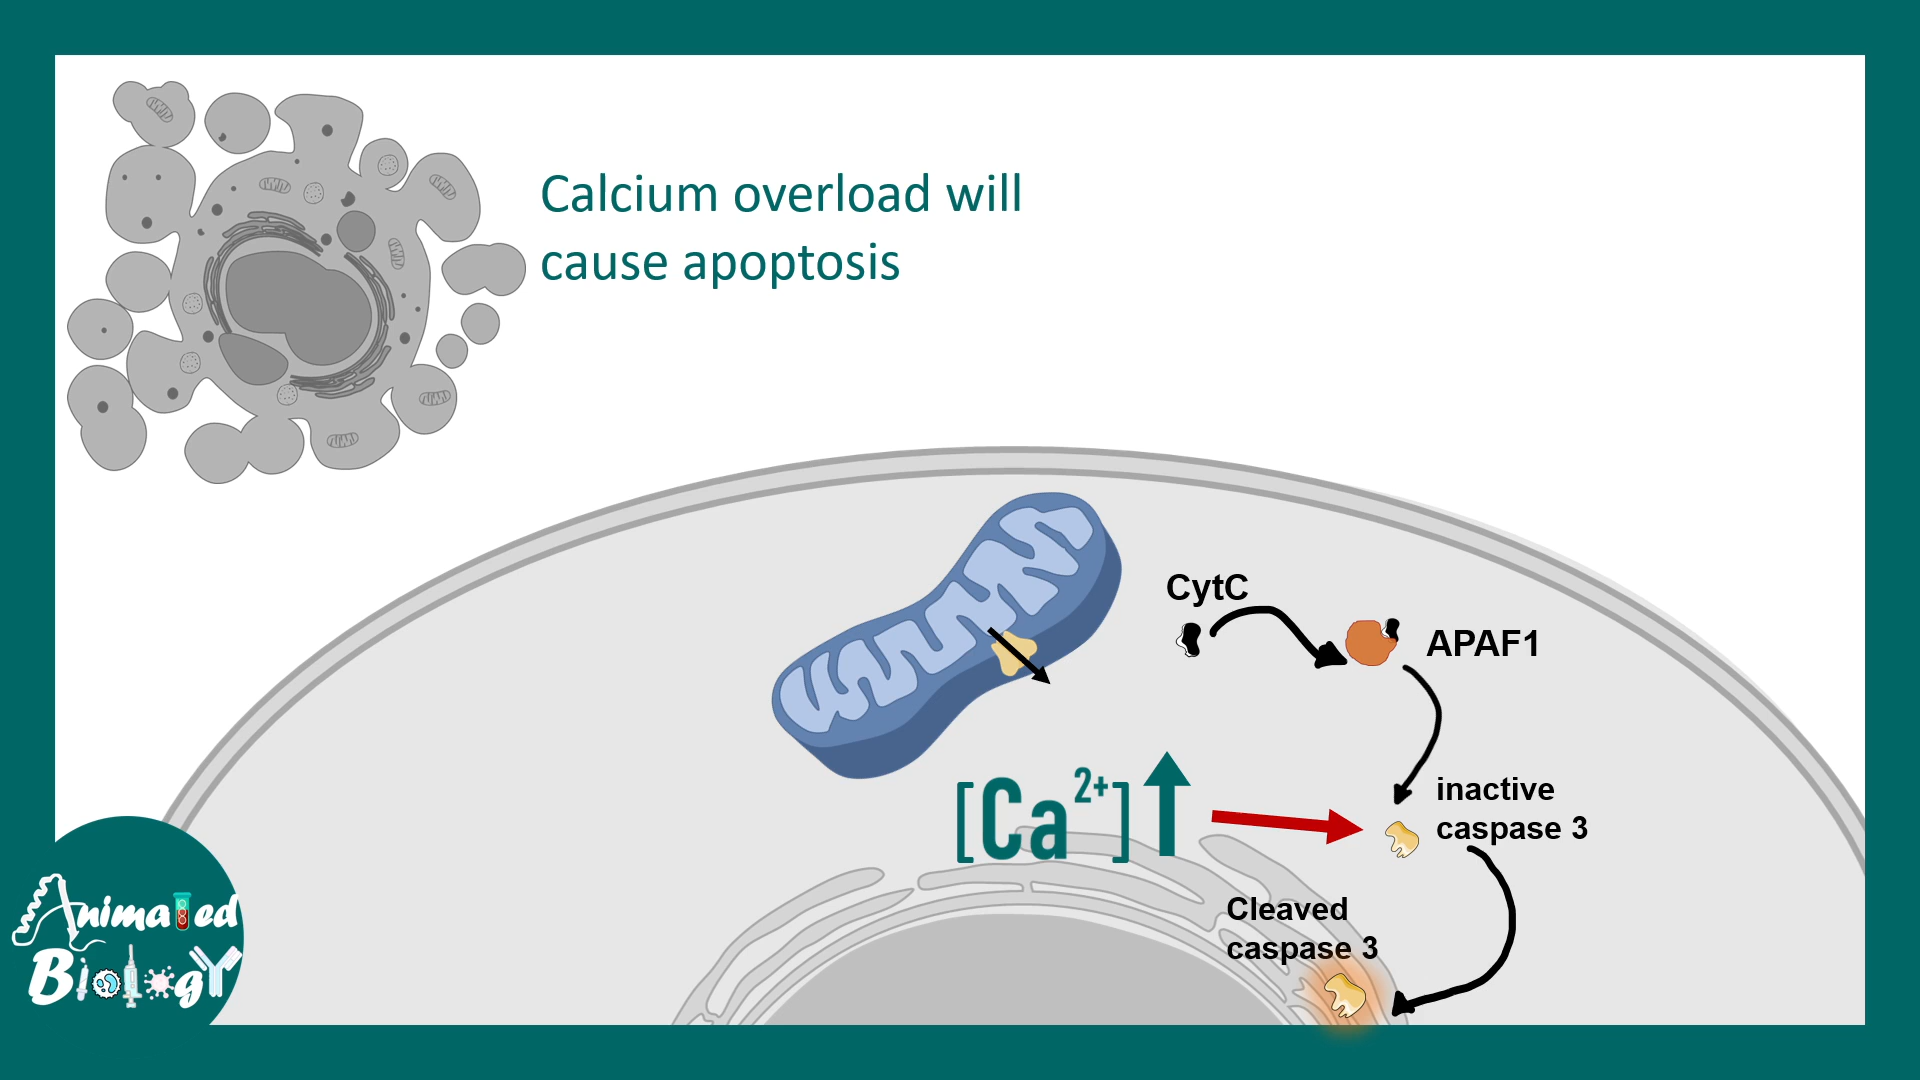 Calcium overload will
cause apoptosis
CytC
APAF1
[Ca2+]
inactive
caspase 3
Cleaved
caspase 3
Animated
Biology